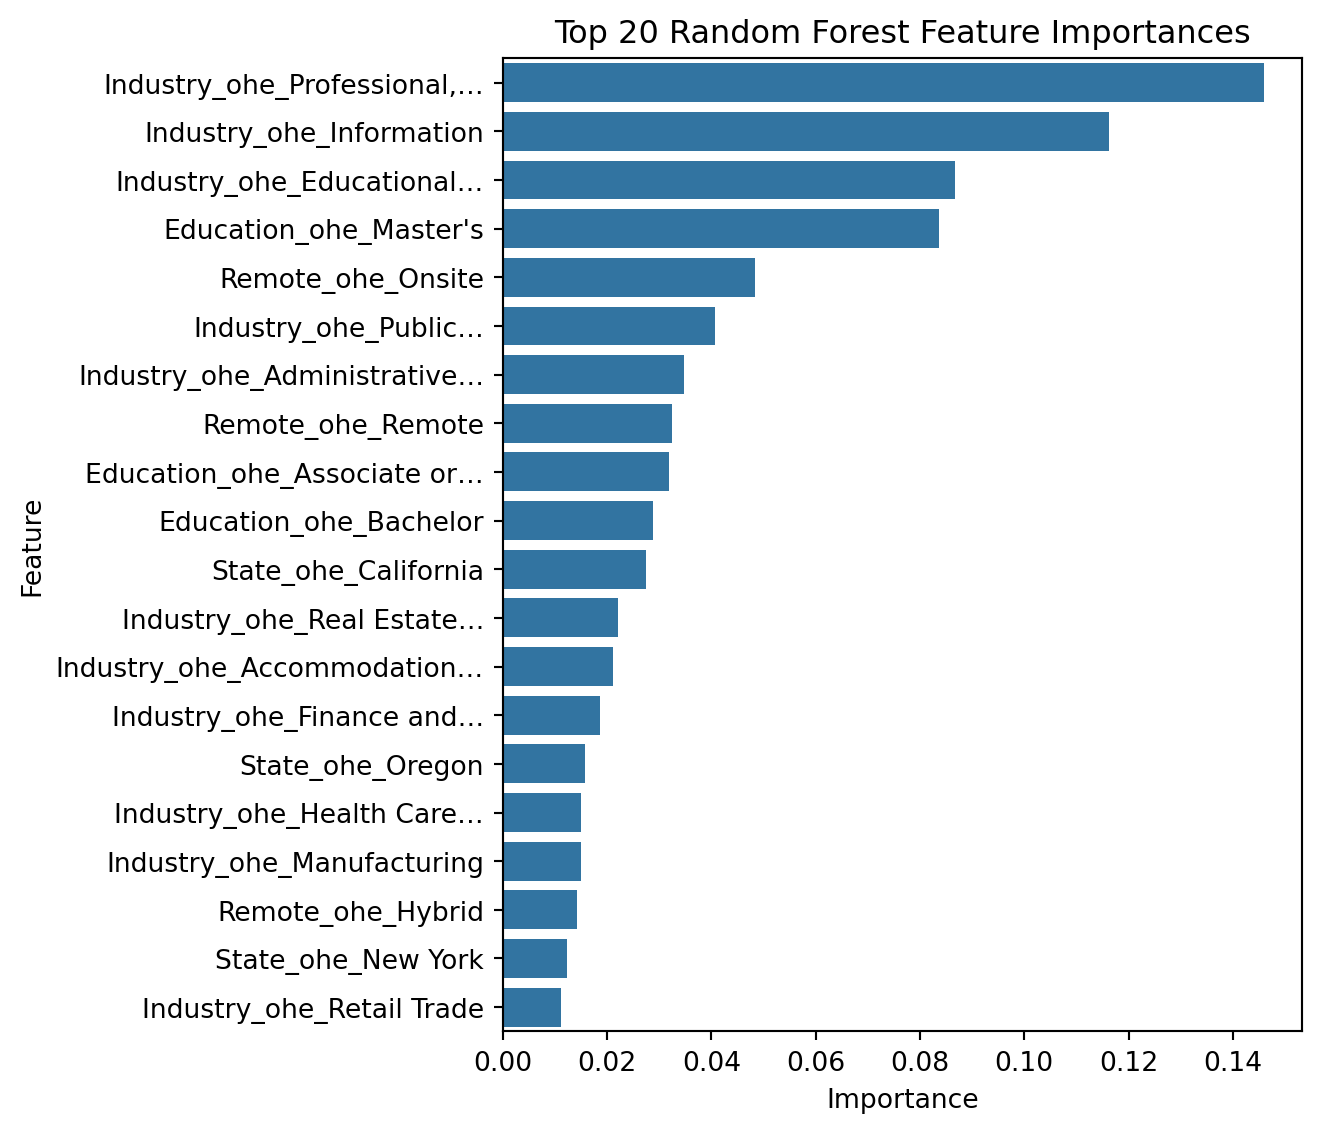 Top 20 Random Forest Feature Importances
Industry_ohe_Professional,...
Industry_ohe_Information
Industry_ohe_Educational...
Education_ohe_Master's
Remote_ohe_Onsite
Industry_ohe_Public...
Industry_ohe_Administrative...
Remote_ohe_Remote
Education_ohe_Associate or...
Education_ohe_Bachelor
State_ohe_California
Industry_ohe_Real Estate...
Industry_ohe_Accommodation...
Industry_ohe_Finance and...
State_ohe_Oregon
Industry_ohe_Health Care...
Industry_ohe_Manufacturing
Remote_ohe_Hybrid
State_ohe_New York
Industry_ohe_Retail Trade
Feature
0.00 0.02 0.04 0.06 0.08 0.10 0.12 0.14
Importance